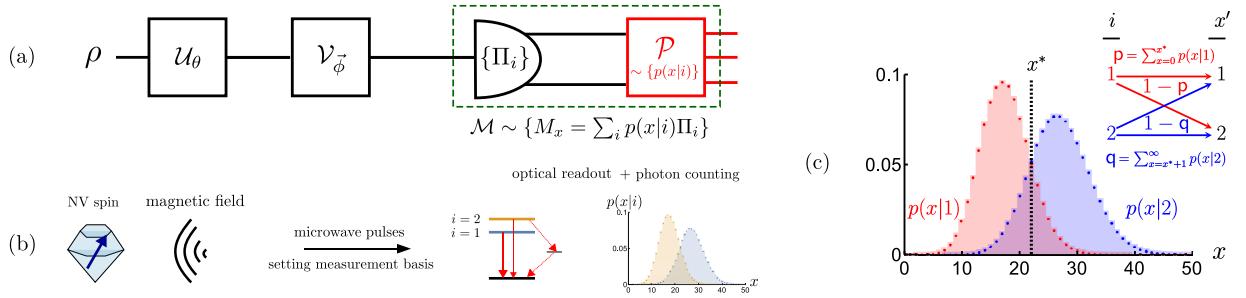 (a)
ρ
𝒰_θ
𝒱_ϕ⃗
{Π_i}
𝒫
∼ {p(x|i)}
ℳ ∼ {M_x = ∑_i p(x|i)Π_i}
(b)
NV spin
magnetic field
microwave pulses
setting measurement basis
optical readout + photon counting
i = 2
i = 1
p(x|i)
0.1
0.05
0
0 10 20 30 40 50
x
(c)
i
x′
p = ∑_{x=0}^{x*} p(x|1)
1
1
1 − p
1 − q
2
2
q = ∑_{x=x*+1}^{∞} p(x|2)
x*
0.1
0.05
0
p(x|1)
p(x|2)
0 10 20 30 40 50
x